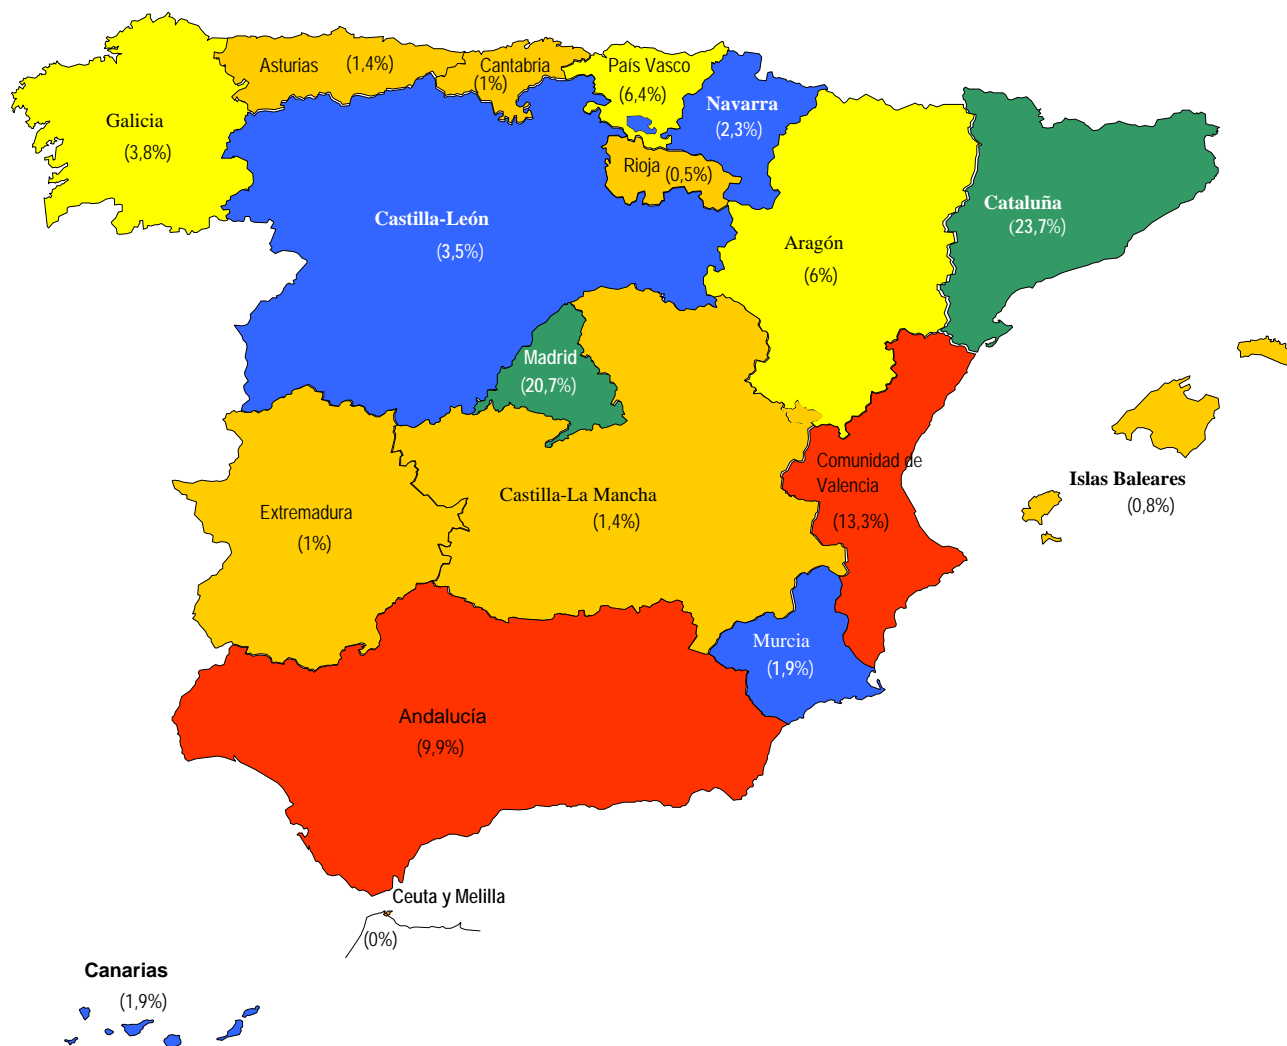 Asturias (1,4%)
Cantabria
(1%)
País Vasco
(6,4%)
Navarra
(2,3%)
Galicia
(3,8%)
Rioja (0,5%)
Cataluña
(23,7%)
Castilla-León
(3,5%)
Aragón
(6%)
Madrid
(20,7%)
Comunidad de
Valencia
(13,3%)
Islas Baleares
(0,8%)
Castilla-La Mancha
(1,4%)
Extremadura
(1%)
Murcia
(1,9%)
Andalucía
(9,9%)
Ceuta y Melilla
(0%)
Canarias
(1,9%)